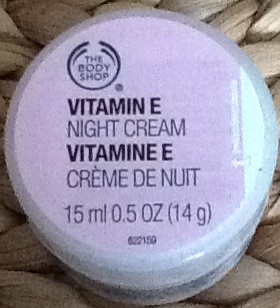 THE
BODY
SHOP
®
VITAMIN E
NIGHT CREAM
VITAMINE E
CRÈME DE NUIT
15 ml 0.5 OZ (14 g)
822159